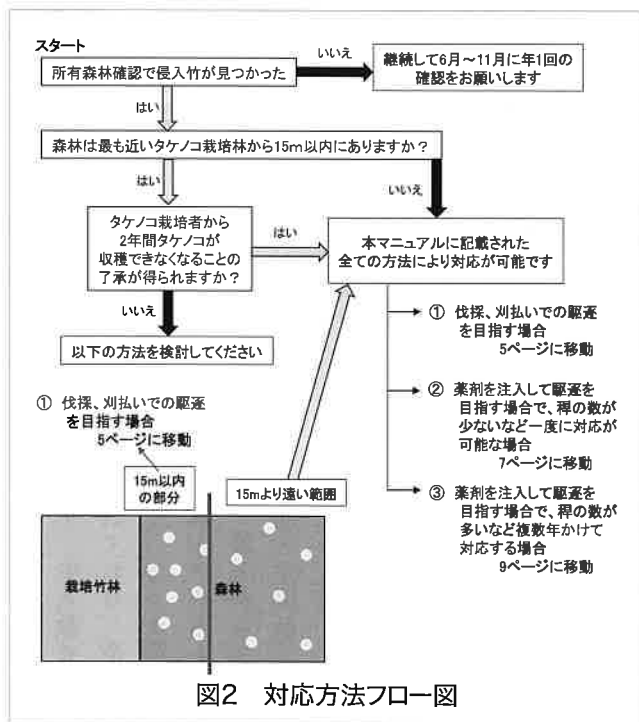 スタート
所有森林確認で侵入竹が見つかった
いいえ
継続して6月～11月に年1回の
確認をお願いします
はい
森林は最も近いタケノコ栽培林から15m以内にありますか？
はい
いいえ
タケノコ栽培者から
2年間タケノコが
収穫できなくなることの
了承が得られますか？
はい
本マニュアルに記載された
全ての方法により対応が可能です
いいえ
以下の方法を検討してください
① 伐採、刈払いでの駆逐
を目指す場合
5ページに移動
② 薬剤を注入して駆逐を
目指す場合で、稈の数が
少ないなど一度に対応が
可能な場合
7ページに移動
③ 薬剤を注入して駆逐を
目指す場合で、稈の数が
多いなど複数年かけて
対応する場合
9ページに移動
① 伐採、刈払いでの駆逐
を目指す場合
5ページに移動
15m以内
の部分
15mより遠い範囲
栽培竹林
森林
図2 対応方法フロー図